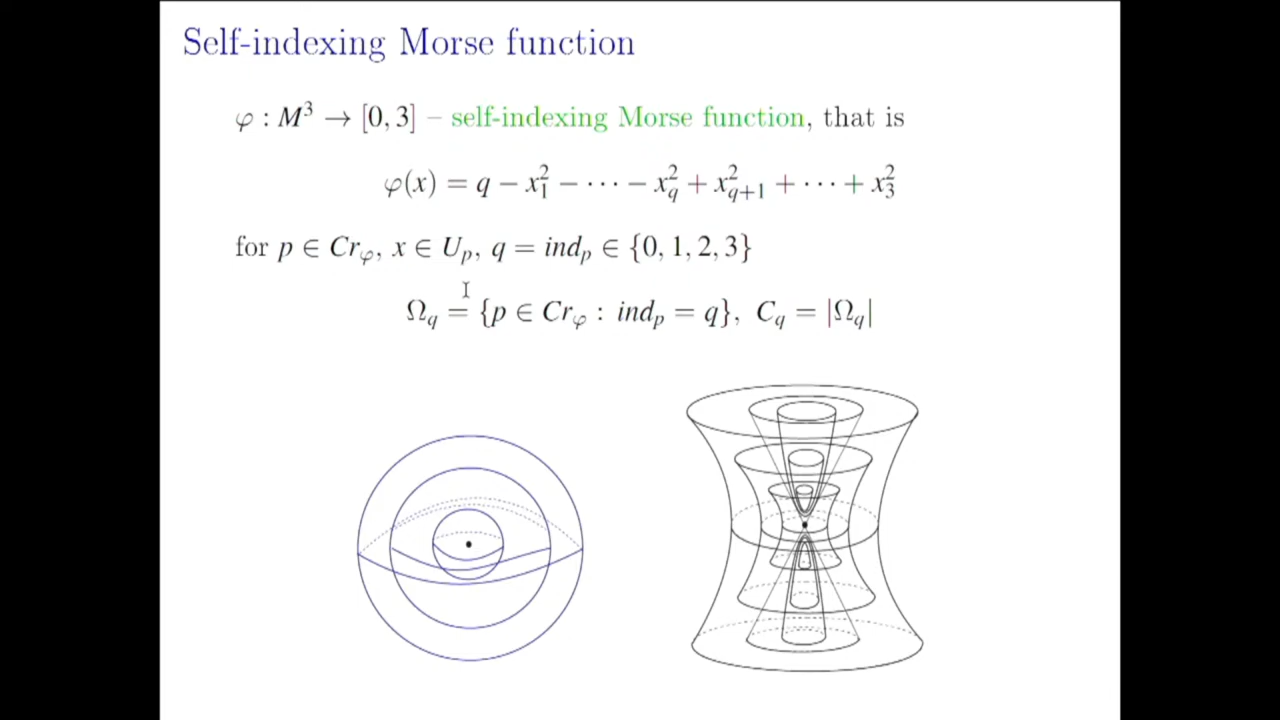 Self-indexing Morse function
φ : M³ → [0, 3] – self-indexing Morse function, that is
φ(x) = q − x₁² − ⋯ − x_q² + x_{q+1}² + ⋯ + x₃²
for p ∈ Cr_φ, x ∈ U_p, q = ind_p ∈ {0, 1, 2, 3}
Ω_q = {p ∈ Cr_φ : ind_p = q}, C_q = |Ω_q|